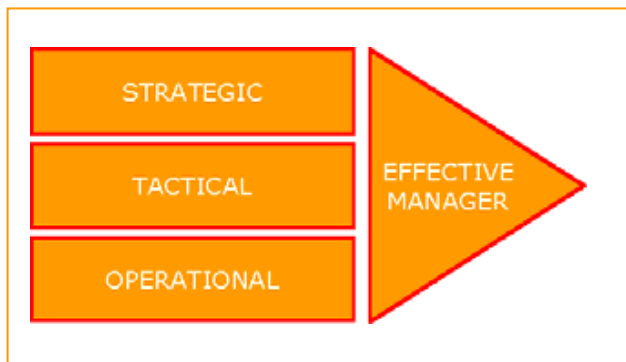 STRATEGIC
TACTICAL
OPERATIONAL
EFFECTIVE
MANAGER